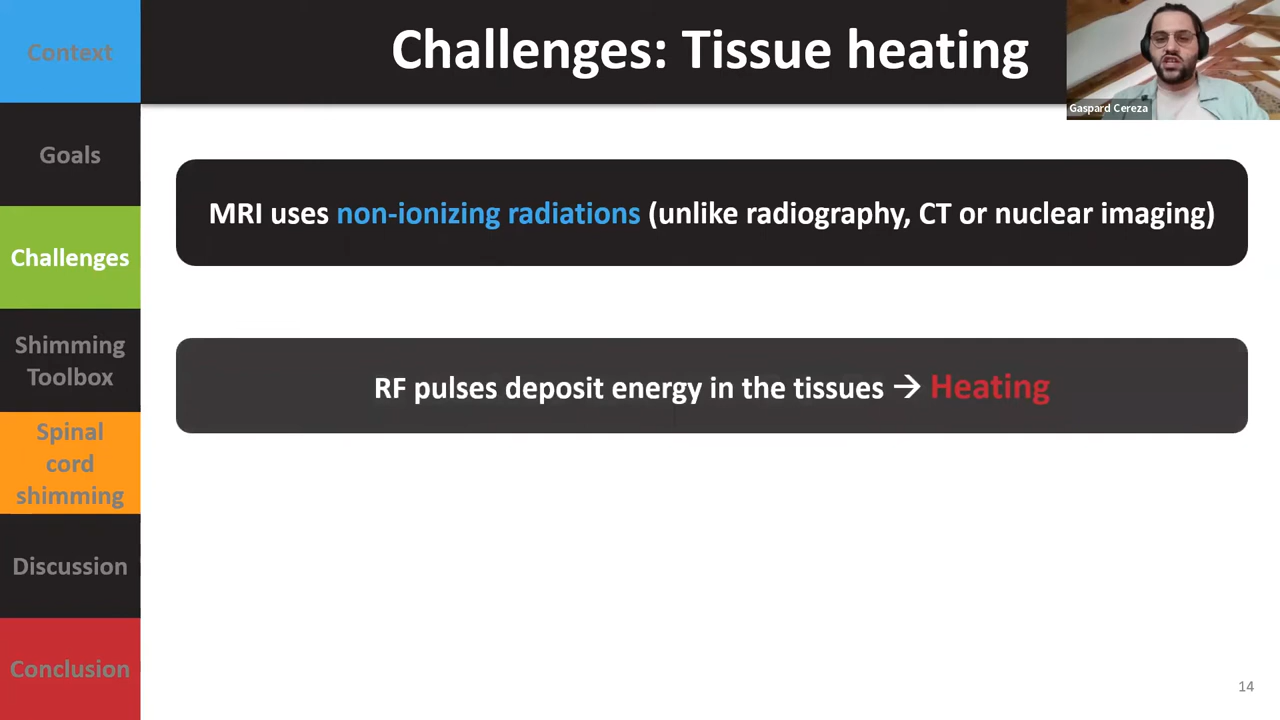 Context
Challenges: Tissue heating
Gaspard Cereza
Goals
MRI uses non-ionizing radiations (unlike radiography, CT or nuclear imaging)
Challenges
Shimming
Toolbox
RF pulses deposit energy in the tissues → Heating
Spinal
cord
shimming
Discussion
Conclusion
14